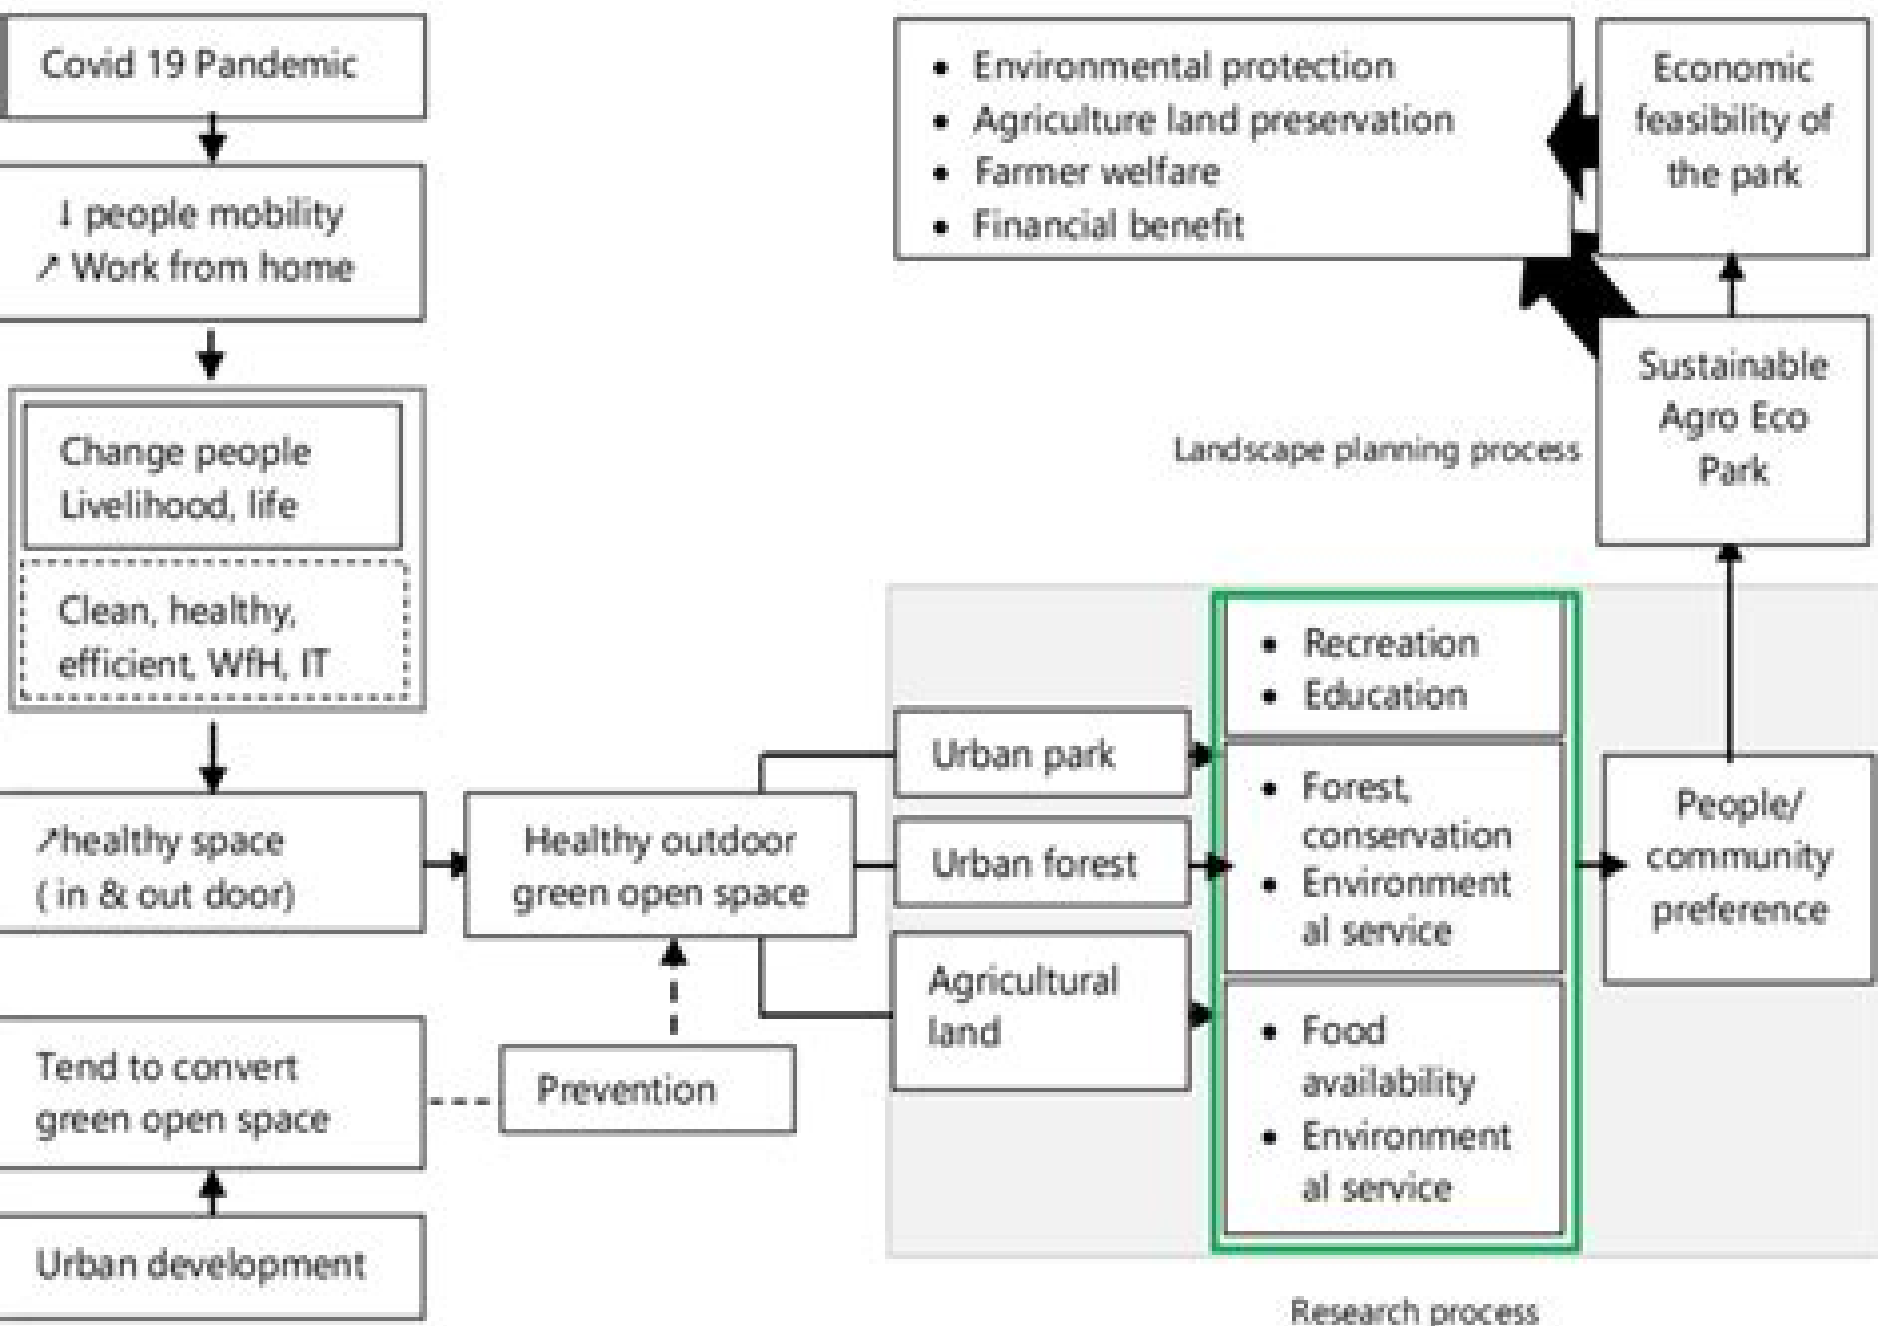 Covid 19 Pandemic
↓ people mobility
↗ Work from home
Change people
Livelihood, life
Clean, healthy,
efficient, WfH, IT
↗healthy space
( in & out door)
Tend to convert
green open space
Urban development
Healthy outdoor
green open space
Prevention
Urban park
Urban forest
Agricultural
land
• Recreation
• Education
• Forest,
conservation
• Environment
al service
• Food
availability
• Environment
al service
Research process
People/
community
preference
Landscape planning process
Sustainable
Agro Eco
Park
Economic
feasibility of
the park
• Environmental protection
• Agriculture land preservation
• Farmer welfare
• Financial benefit